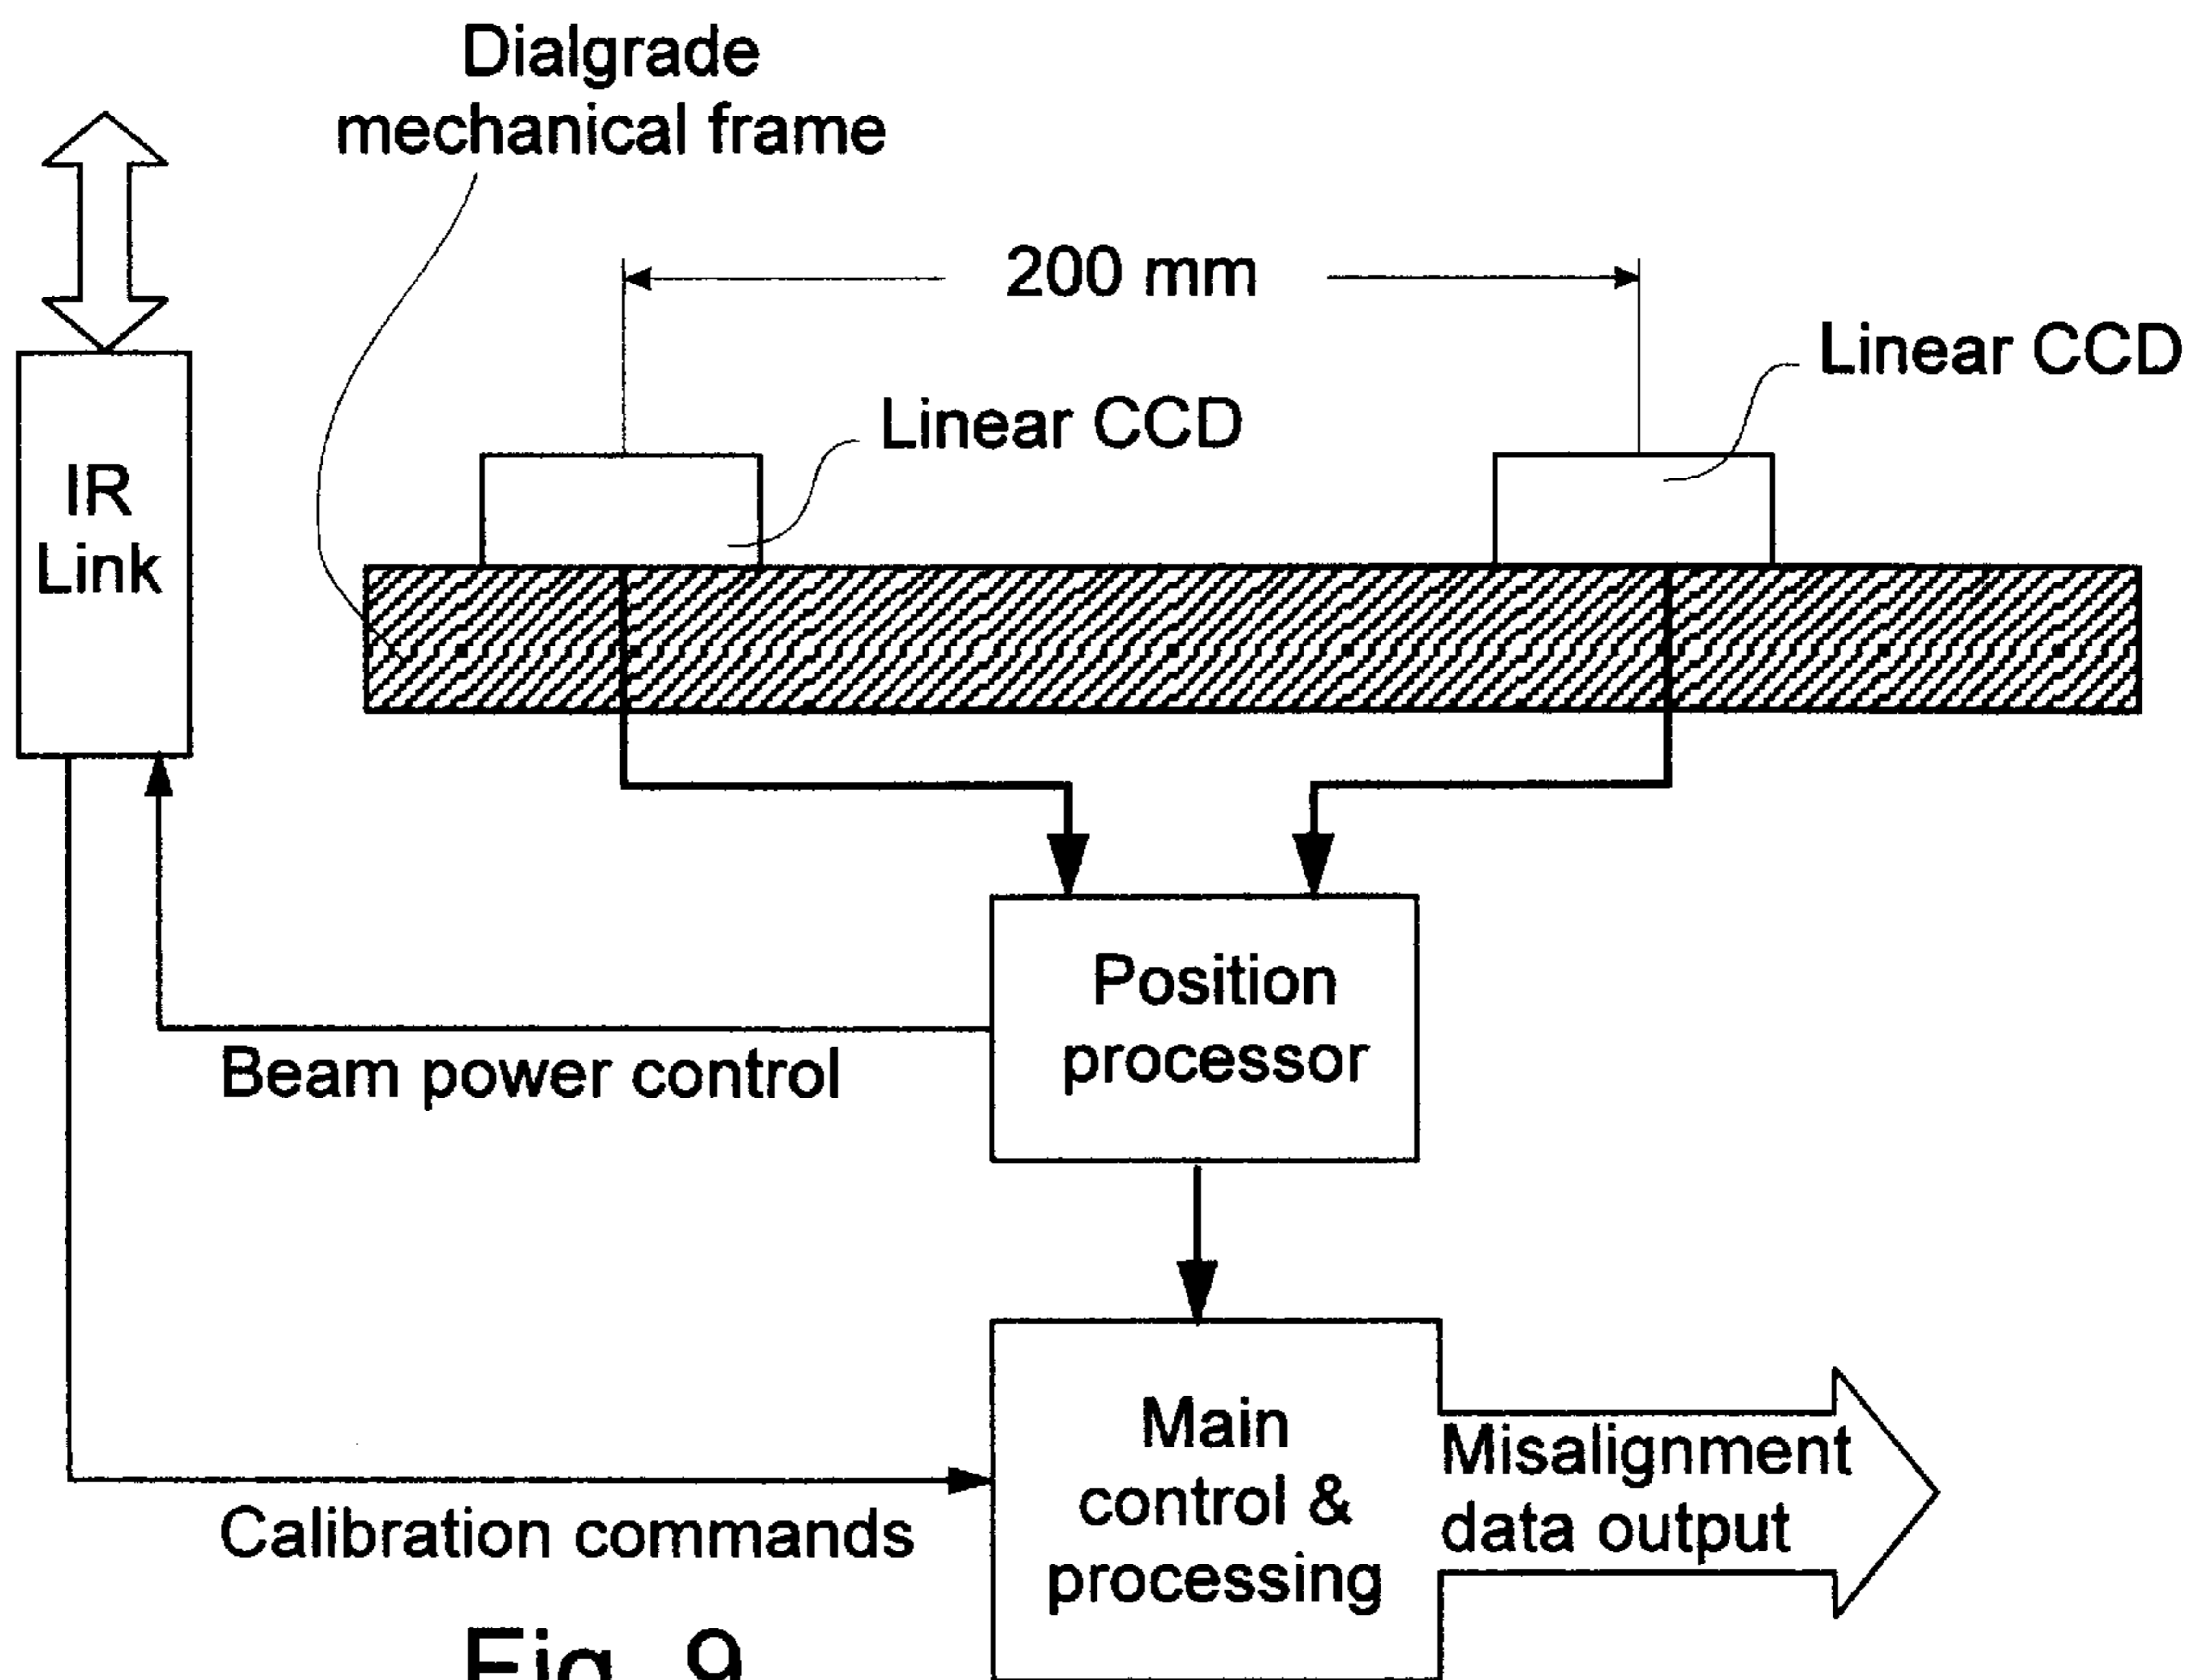 Dialgrade
mechanical frame
200 mm
Linear CCD
Linear CCD
IR
Link
Position
processor
Beam power control
Main
control &
processing
Misalignment
data output
Calibration commands
Fig. 9